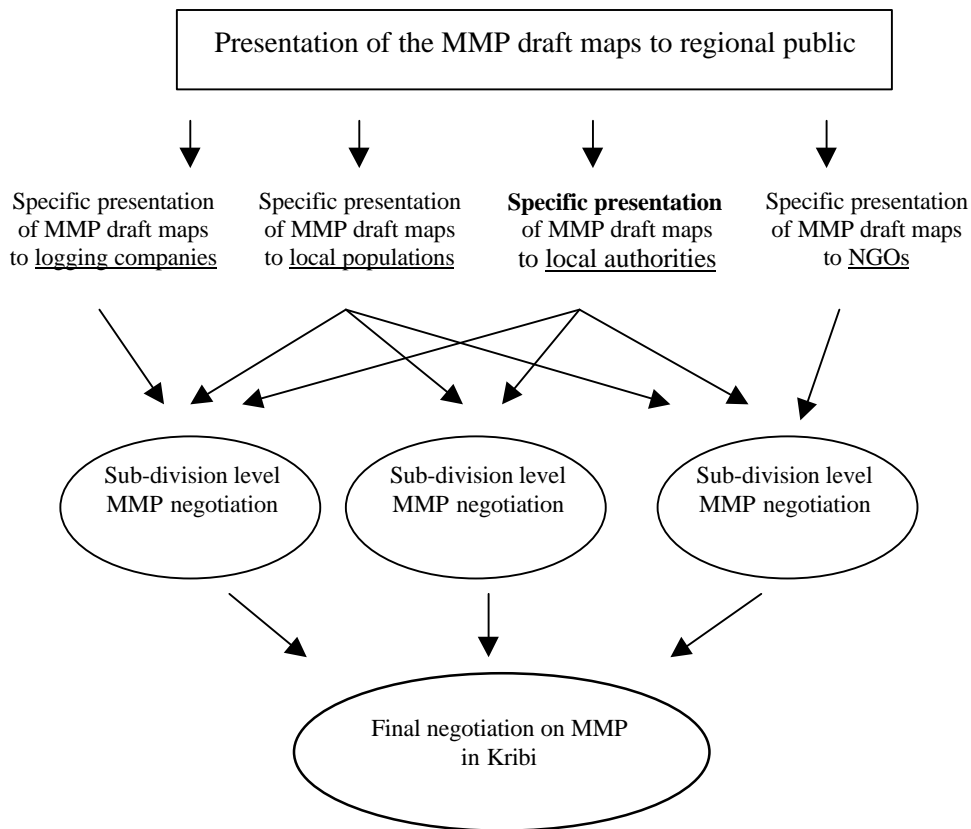 Presentation of the MMP draft maps to regional public
Specific presentation
of MMP draft maps
to logging companies
Specific presentation
of MMP draft maps
to local populations
Specific presentation
of MMP draft maps
to local authorities
Specific presentation
of MMP draft maps
to NGOs
Sub-division level
MMP negotiation
Sub-division level
MMP negotiation
Sub-division level
MMP negotiation
Final negotiation on MMP
in Kribi